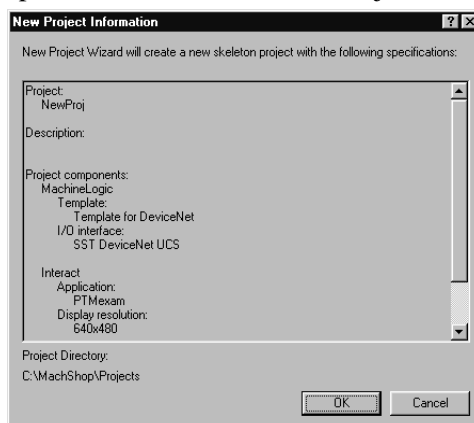 New Project Information
New Project Wizard will create a new skeleton project with the following specifications:
Project:
NewProj
Description:
Project components:
MachineLogic
Template:
Template for DeviceNet
I/O interface:
SST DeviceNet UCS
Interact
Application:
PTMexam
Display resolution:
640x480
Project Directory:
C:\MachShop\Projects
OK
Cancel